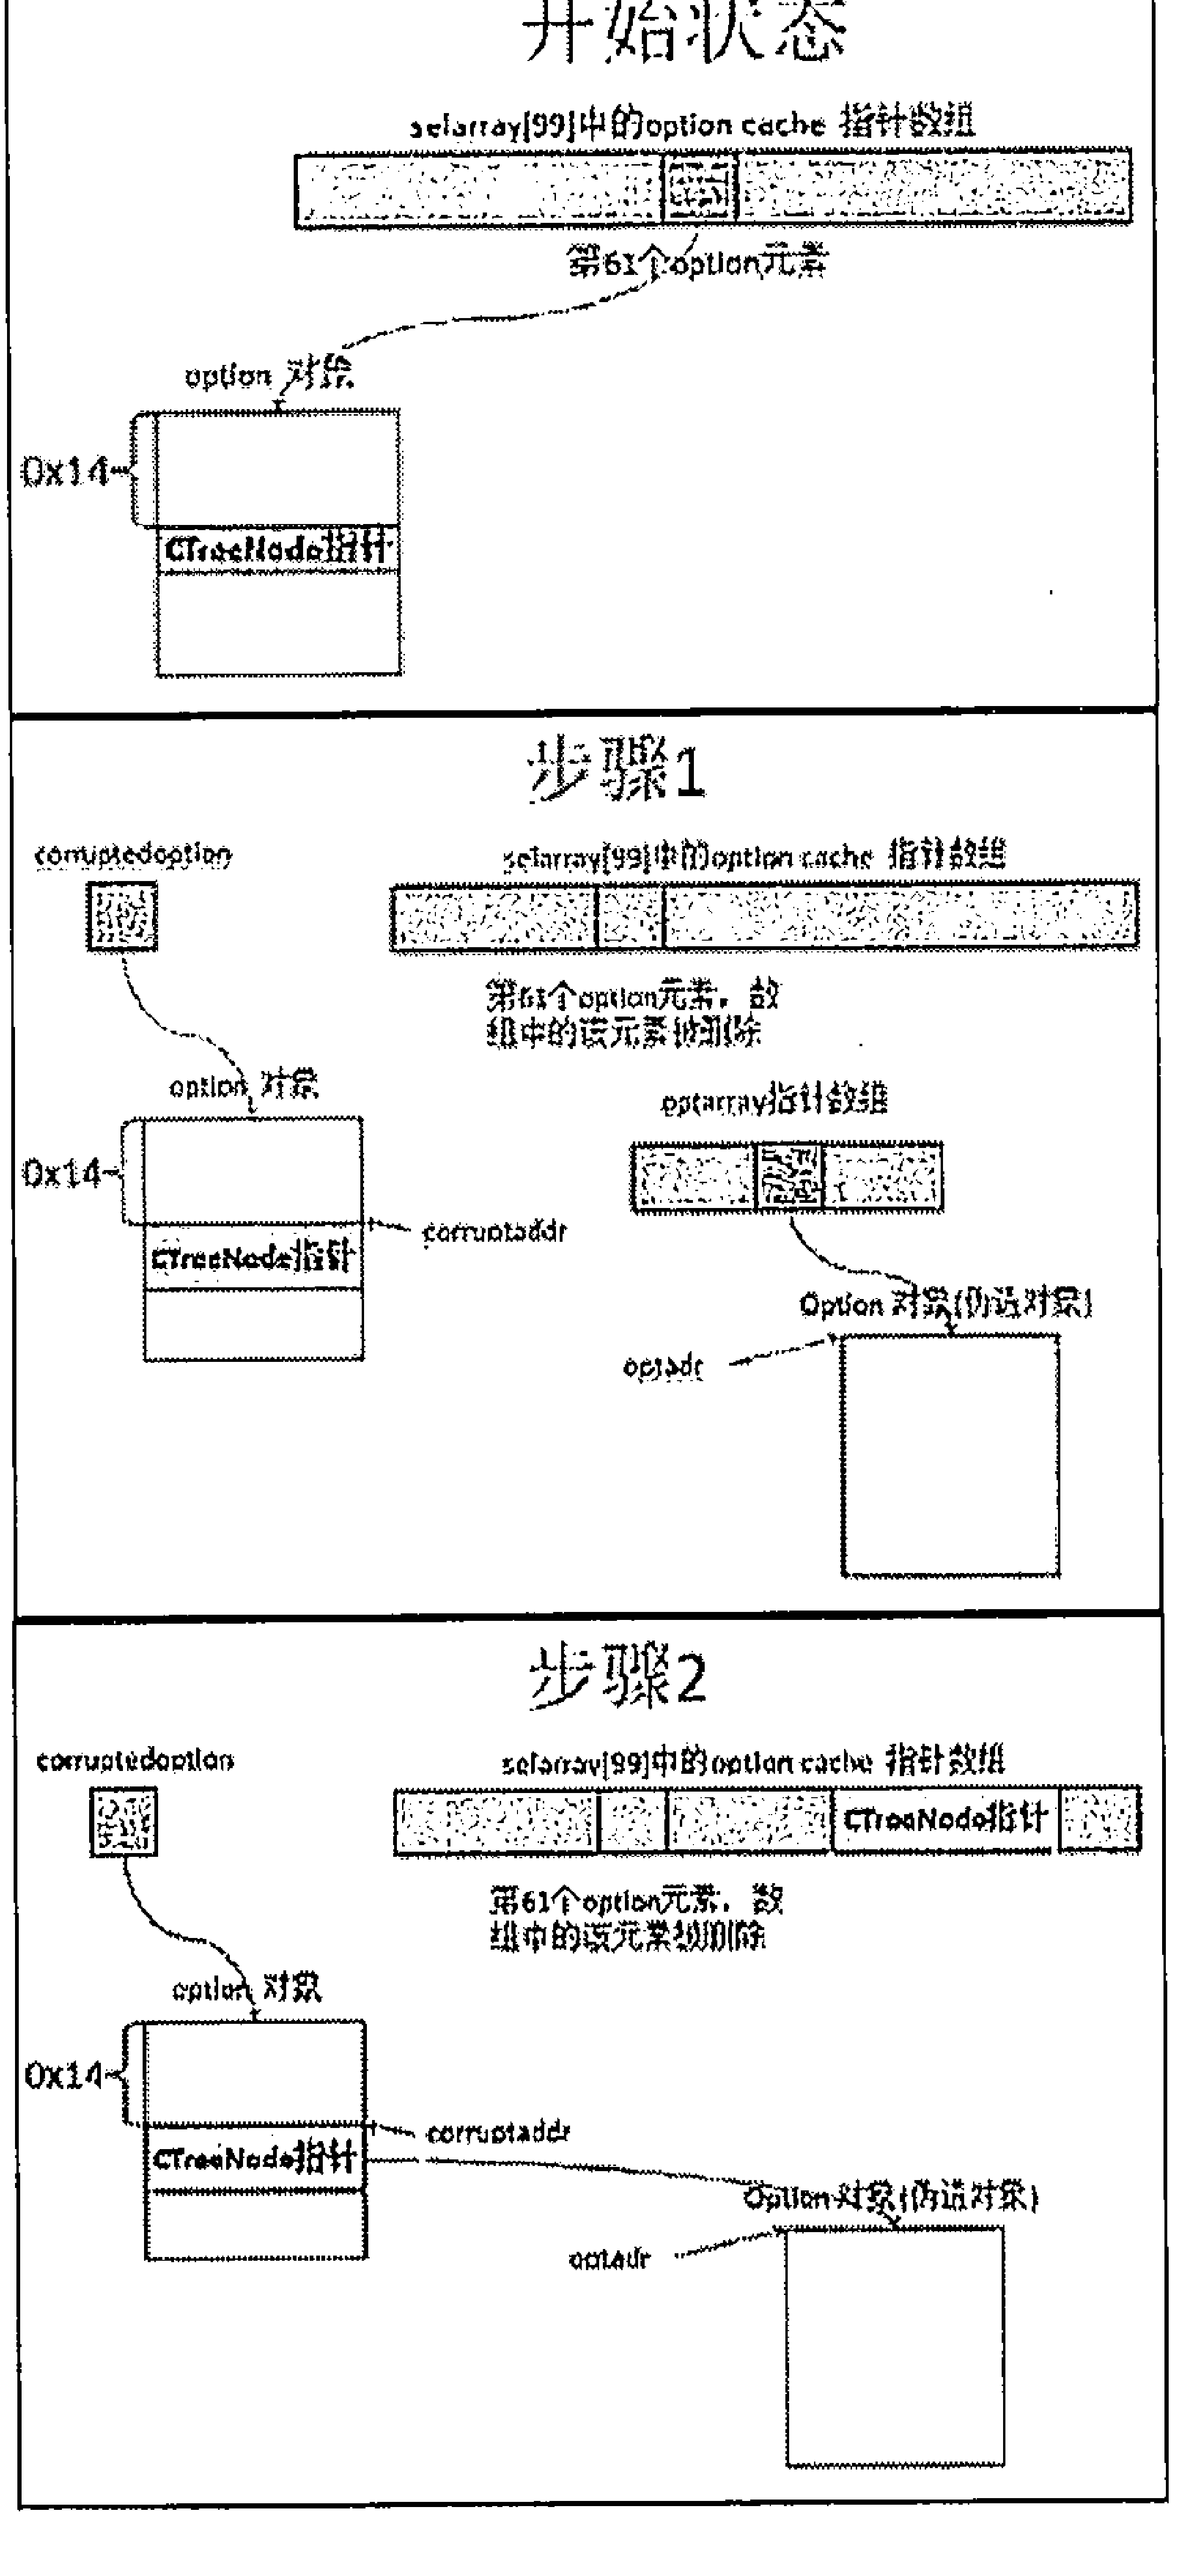 开始状态
selarray[99]中的option cache 指针数组
第61个option元素
option 对象
0x14
CTreeNode指针
步骤1
corruptedoption
selarray[99]中的option cache 指针数组
第61个option元素，数
组中的该元素被删除
option 对象
optarray指针数组
0x14
corruptaddr
CTreeNode指针
Option 对象(伪造对象)
optadr
步骤2
corruptedoption
selarray[99]中的option cache 指针数组
CTreeNode指针
第61个option元素，数
组中的该元素被删除
option 对象
0x14
corruptaddr
CTreeNode指针
Option 对象(伪造对象)
optadr